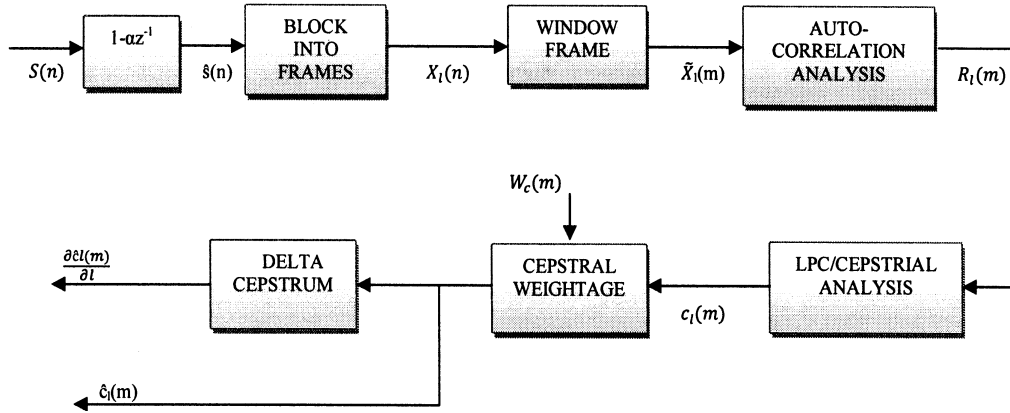 1-αz⁻¹
BLOCK
INTO
FRAMES
WINDOW
FRAME
AUTO-
CORRELATION
ANALYSIS
S(n)
ŝ(n)
X_l(n)
X̃_l(m)
R_l(m)
W_c(m)
∂ĉl(m)
∂l
DELTA
CEPSTRUM
CEPSTRAL
WEIGHTAGE
LPC/CEPSTRIAL
ANALYSIS
c_l(m)
ĉ_l(m)